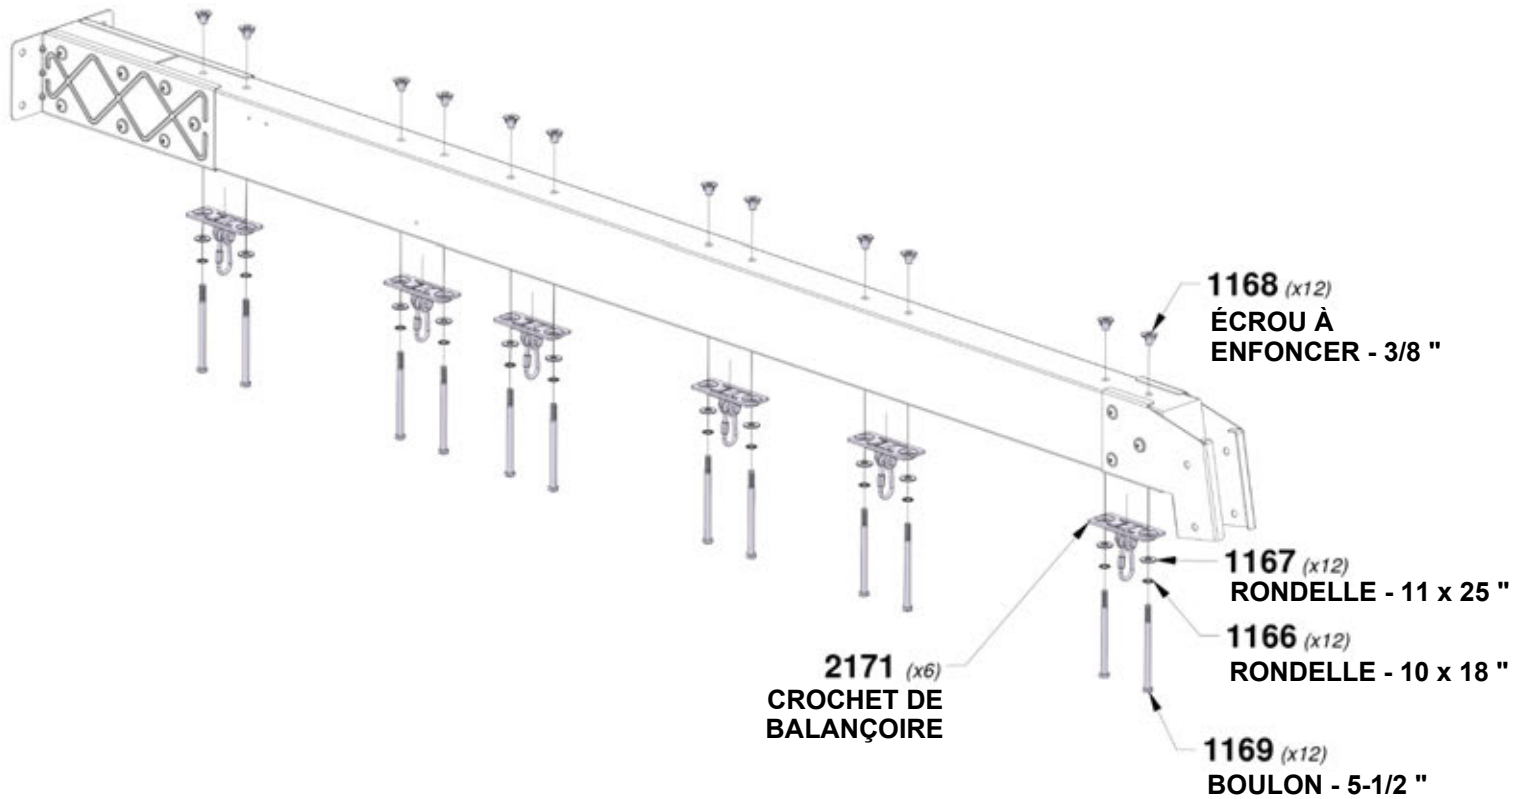 1168 (x12)
ÉCROU À
ENFONCER - 3/8 "
1167 (x12)
RONDELLE - 11 x 25 "
1166 (x12)
RONDELLE - 10 x 18 "
2171 (x6)
CROCHET DE
BALANÇOIRE
1169 (x12)
BOULON - 5-1/2 "